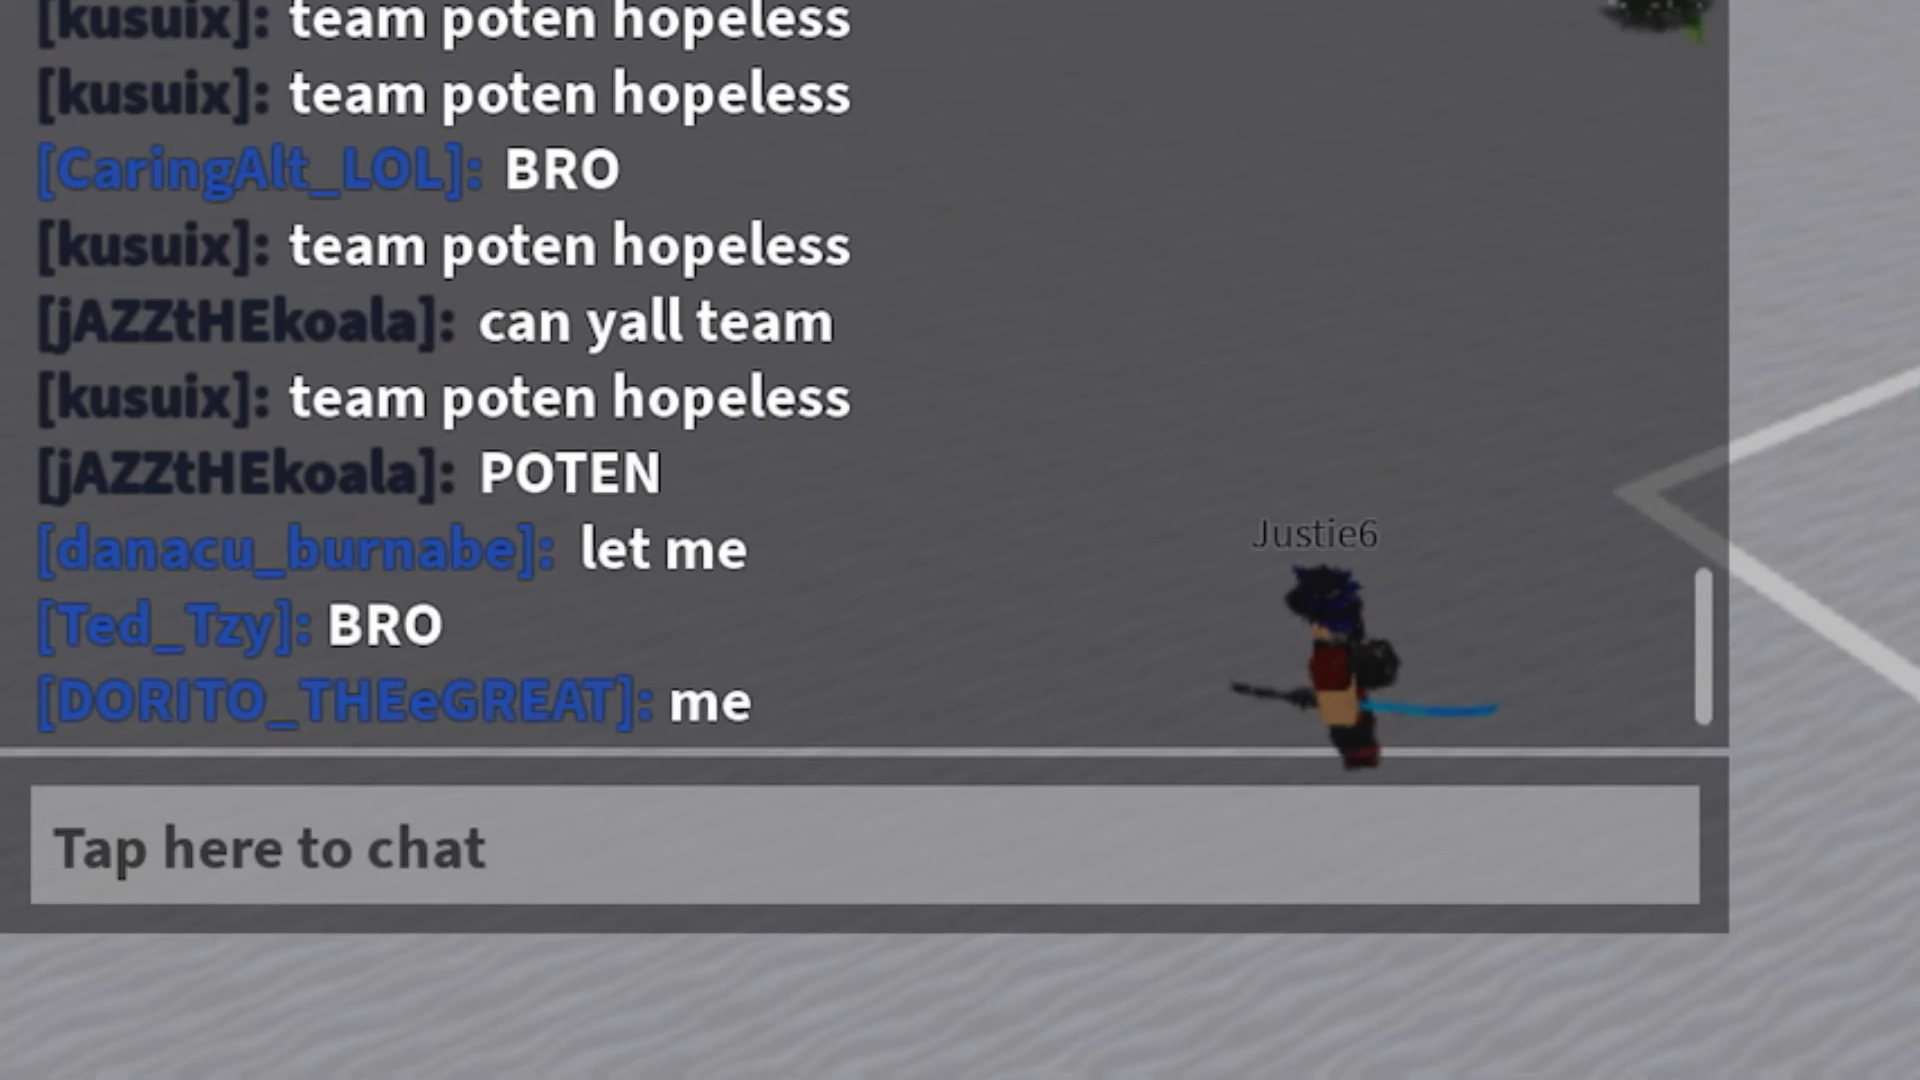 [kusuix]: team poten hopeless
[kusuix]: team poten hopeless
[CaringAlt_LOL]: BRO
[kusuix]: team poten hopeless
[jAZZtHEkoala]: can yall team
[kusuix]: team poten hopeless
[jAZZtHEkoala]: POTEN
[danacu_burnabe]: let me
Justie6
[Ted_Tzy]: BRO
[DORITO_THEeGREAT]: me
Tap here to chat